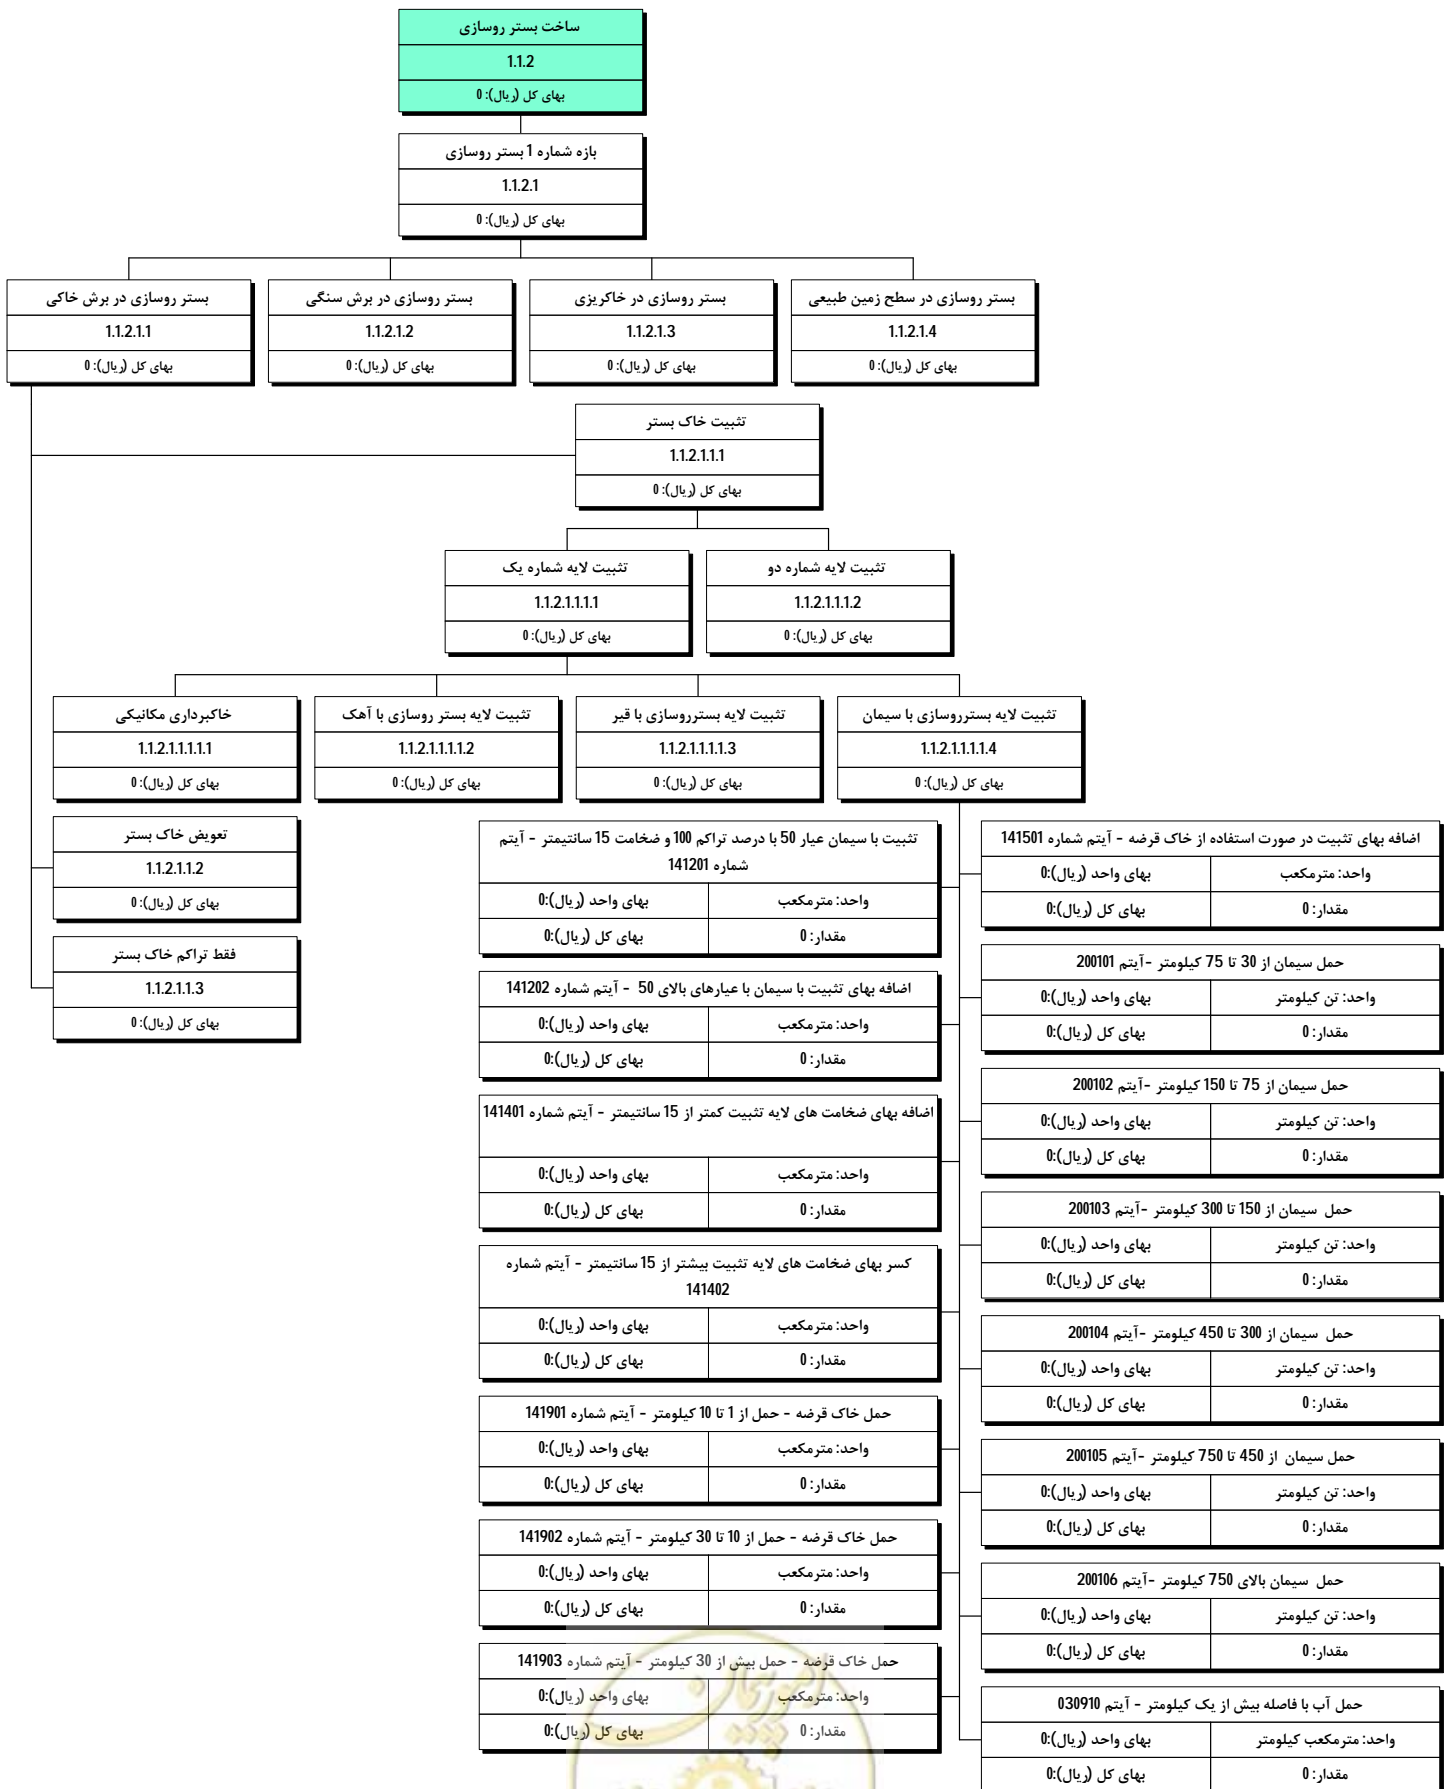 ساخت بستر روسازی
1.1.2
بهای کل (ریال): 0
بازه شماره 1 بستر روسازی
1.1.2.1
بهای کل (ریال): 0
بستر روسازی در برش خاکی
1.1.2.1.1
بهای کل (ریال): 0
بستر روسازی در برش سنگی
1.1.2.1.2
بهای کل (ریال): 0
بستر روسازی در خاکریزی
1.1.2.1.3
بهای کل (ریال): 0
بستر روسازی در سطح زمین طبیعی
1.1.2.1.4
بهای کل (ریال): 0
تثبیت خاک بستر
1.1.2.1.1.1
بهای کل (ریال): 0
تثبیت لایه شماره یک
1.1.2.1.1.1.1
بهای کل (ریال): 0
تثبیت لایه شماره دو
1.1.2.1.1.1.2
بهای کل (ریال): 0
خاکبرداری مکانیکی
1.1.2.1.1.1.1.1
بهای کل (ریال): 0
تثبیت لایه بستر روسازی با آهک
1.1.2.1.1.1.1.2
بهای کل (ریال): 0
تثبیت لایه بسترروسازی با قیر
1.1.2.1.1.1.1.3
بهای کل (ریال): 0
تثبیت لایه بسترروسازی با سیمان
1.1.2.1.1.1.1.4
بهای کل (ریال): 0
تعویض خاک بستر
1.1.2.1.1.2
بهای کل (ریال): 0
فقط تراکم خاک بستر
1.1.2.1.1.3
بهای کل (ریال): 0
تثبیت با سیمان عیار 50 با درصد تراکم 100 و ضخامت 15 سانتیمتر - آیتم
شماره 141201
واحد: مترمکعب
بهای واحد (ریال):0
مقدار: 0
بهای کل (ریال):0
اضافه بهای تثبیت با سیمان با عیارهای بالای 50 - آیتم شماره 141202
واحد: مترمکعب
بهای واحد (ریال):0
مقدار: 0
بهای کل (ریال):0
اضافه بهای ضخامت های لایه تثبیت کمتر از 15 سانتیمتر - آیتم شماره 141401
واحد: مترمکعب
بهای واحد (ریال):0
مقدار: 0
بهای کل (ریال):0
کسر بهای ضخامت های لایه تثبیت بیشتر از 15 سانتیمتر - آیتم شماره
141402
واحد: مترمکعب
بهای واحد (ریال):0
مقدار: 0
بهای کل (ریال):0
حمل خاک قرضه - حمل از 1 تا 10 کیلومتر - آیتم شماره 141901
واحد: مترمکعب
بهای واحد (ریال):0
مقدار: 0
بهای کل (ریال):0
حمل خاک قرضه - حمل از 10 تا 30 کیلومتر - آیتم شماره 141902
واحد: مترمکعب
بهای واحد (ریال):0
مقدار: 0
بهای کل (ریال):0
حمل خاک قرضه - حمل بیش از 30 کیلومتر - آیتم شماره 141903
واحد: مترمکعب
بهای واحد (ریال):0
مقدار: 0
بهای کل (ریال):0
اضافه بهای تثبیت در صورت استفاده از خاک قرضه - آیتم شماره 141501
واحد: مترمکعب
بهای واحد (ریال):0
مقدار: 0
بهای کل (ریال):0
حمل سیمان از 30 تا 75 کیلومتر -آیتم 200101
واحد: تن کیلومتر
بهای واحد (ریال):0
مقدار: 0
بهای کل (ریال):0
حمل سیمان از 75 تا 150 کیلومتر -آیتم 200102
واحد: تن کیلومتر
بهای واحد (ریال):0
مقدار: 0
بهای کل (ریال):0
حمل سیمان از 150 تا 300 کیلومتر -آیتم 200103
واحد: تن کیلومتر
بهای واحد (ریال):0
مقدار: 0
بهای کل (ریال):0
حمل سیمان از 300 تا 450 کیلومتر -آیتم 200104
واحد: تن کیلومتر
بهای واحد (ریال):0
مقدار: 0
بهای کل (ریال):0
حمل سیمان از 450 تا 750 کیلومتر -آیتم 200105
واحد: تن کیلومتر
بهای واحد (ریال):0
مقدار: 0
بهای کل (ریال):0
حمل سیمان بالای 750 کیلومتر -آیتم 200106
واحد: تن کیلومتر
بهای واحد (ریال):0
مقدار: 0
بهای کل (ریال):0
حمل آب با فاصله بیش از یک کیلومتر - آیتم 030910
واحد: مترمکعب کیلومتر
بهای واحد (ریال):0
مقدار: 0
بهای کل (ریال):0